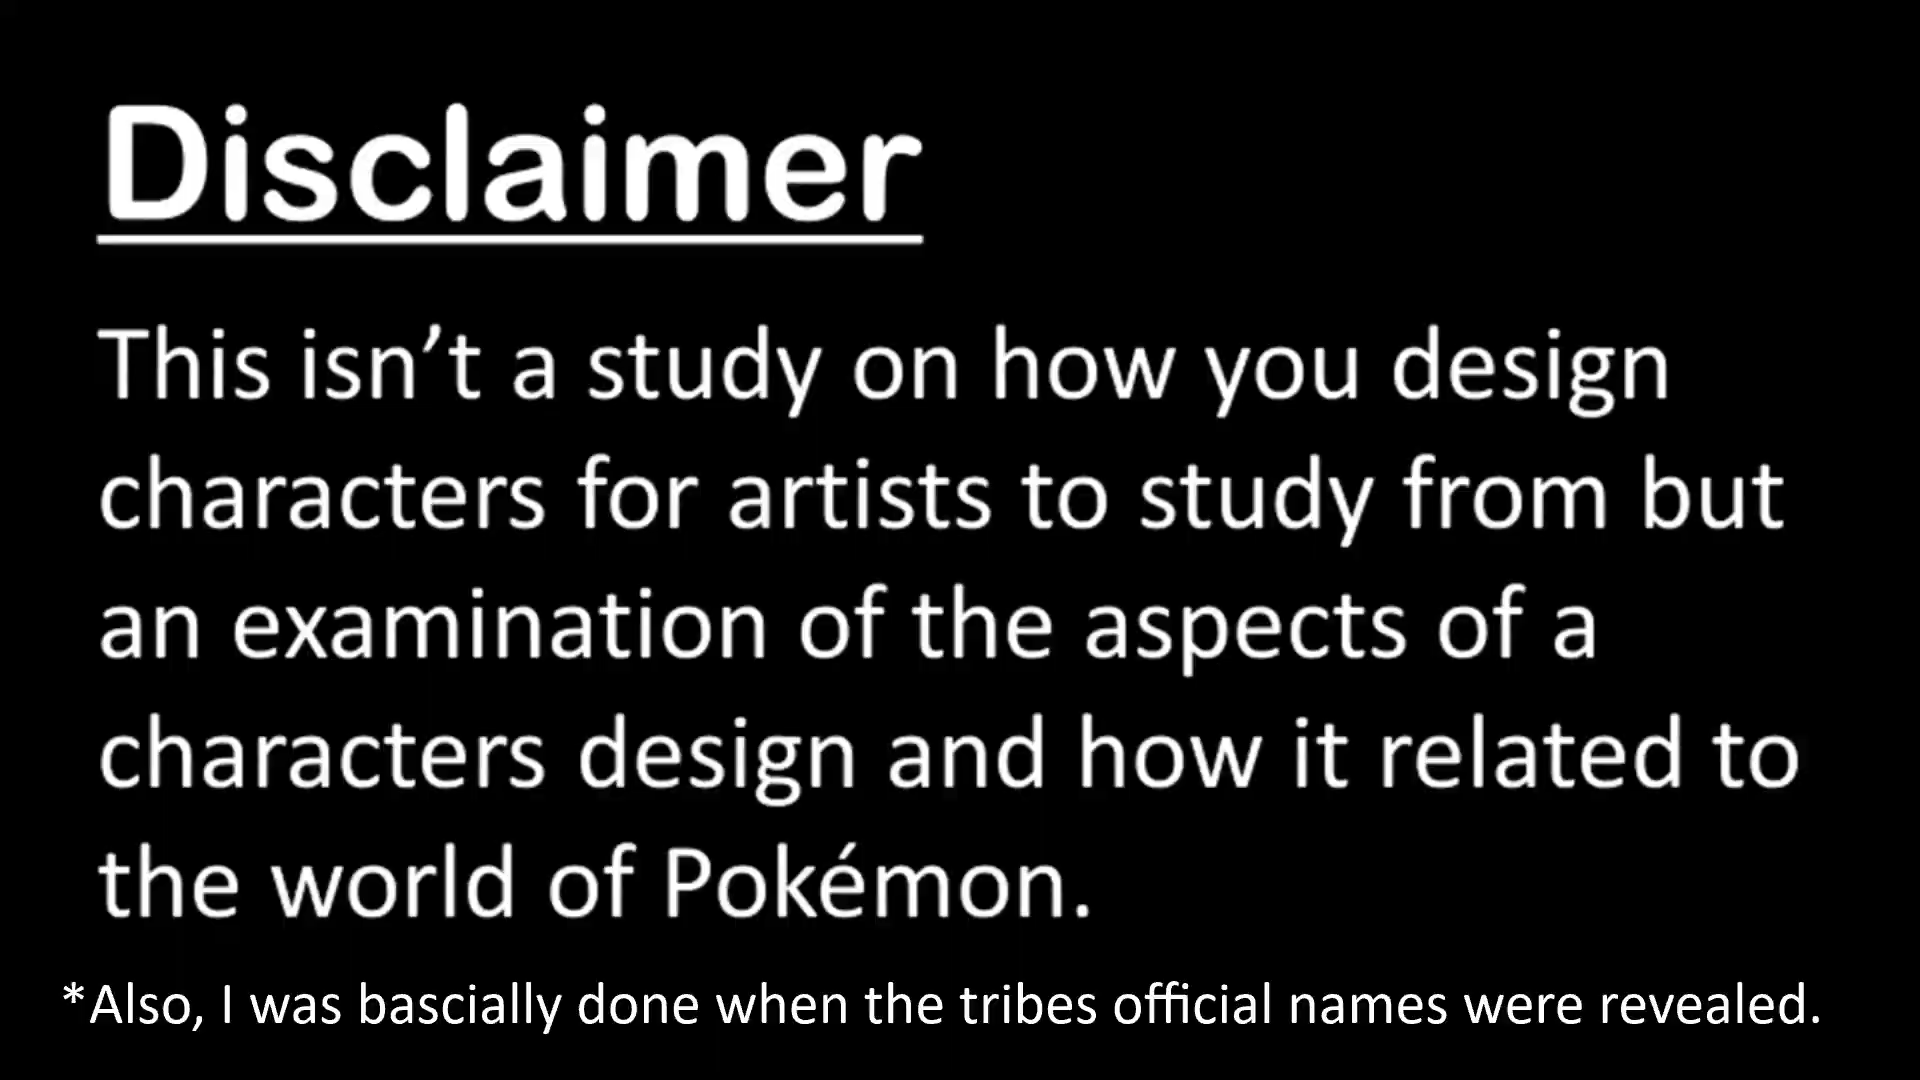 Disclaimer
This isn’t a study on how you design
characters for artists to study from but
an examination of the aspects of a
characters design and how it related to
the world of Pokémon.
*Also, I was bascially done when the tribes official names were revealed.